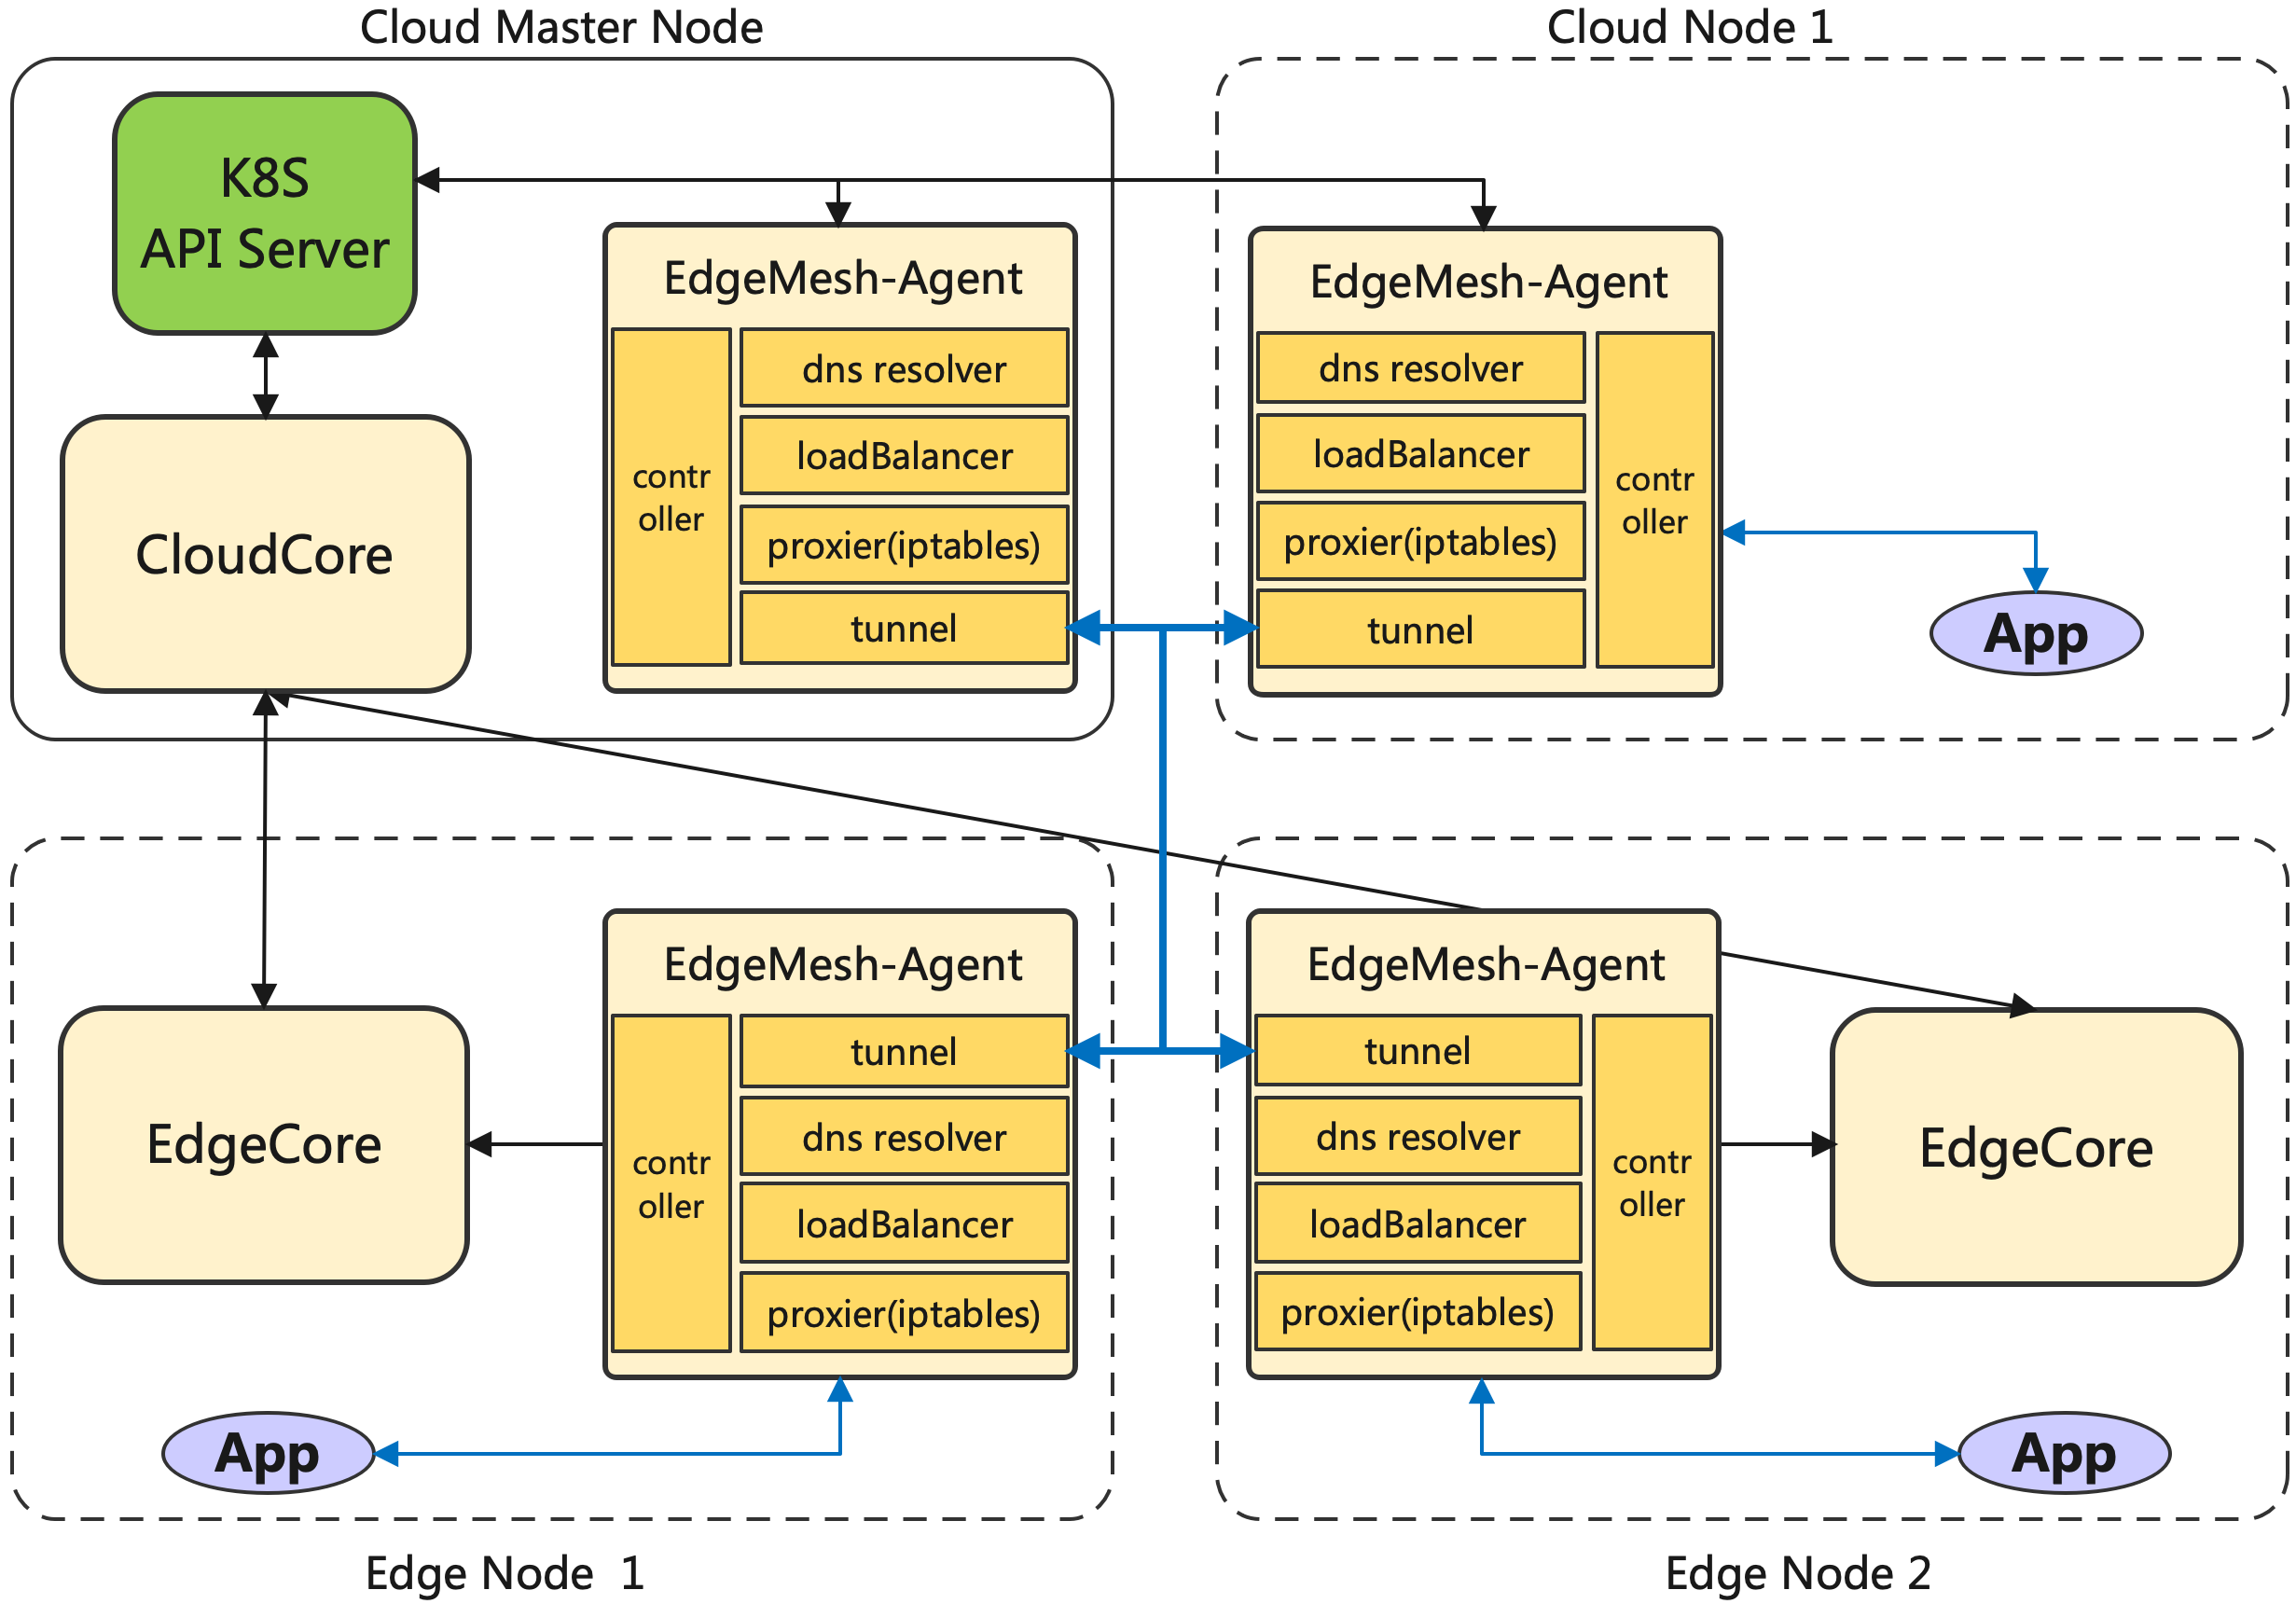 Cloud Master Node
K8S
API Server
CloudCore
EdgeMesh-Agent
contr
oller
dns resolver
loadBalancer
proxier(iptables)
tunnel
Cloud Node 1
EdgeMesh-Agent
dns resolver
loadBalancer
proxier(iptables)
tunnel
contr
oller
App
EdgeCore
EdgeMesh-Agent
contr
oller
tunnel
dns resolver
loadBalancer
proxier(iptables)
App
Edge Node 1
EdgeMesh-Agent
tunnel
dns resolver
loadBalancer
proxier(iptables)
contr
oller
EdgeCore
App
Edge Node 2